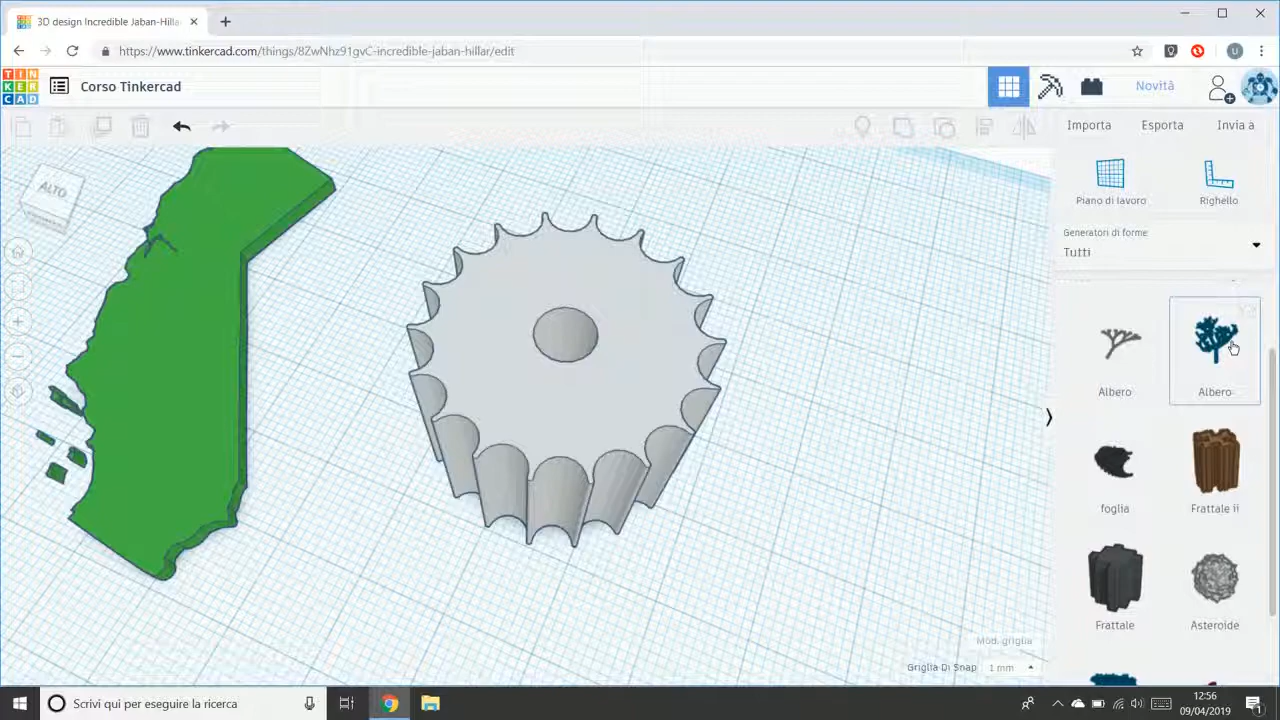 3D design Incredible Jaban-Hilla
https://www.tinkercad.com/things/8ZwNhz91gvC-incredible-jaban-hillar/edit
TIN
KER
CAD
Corso Tinkercad
Novità
Importa
Esporta
Invia a
ALTO
Piano di lavoro
Righello
Generatori di forme:
Tutti
Albero
Albero
foglia
Frattale ii
Frattale
Asteroide
Mod. griglia
Griglia Di Snap
1 mm
Scrivi qui per eseguire la ricerca
12:56
09/04/2019
U
1